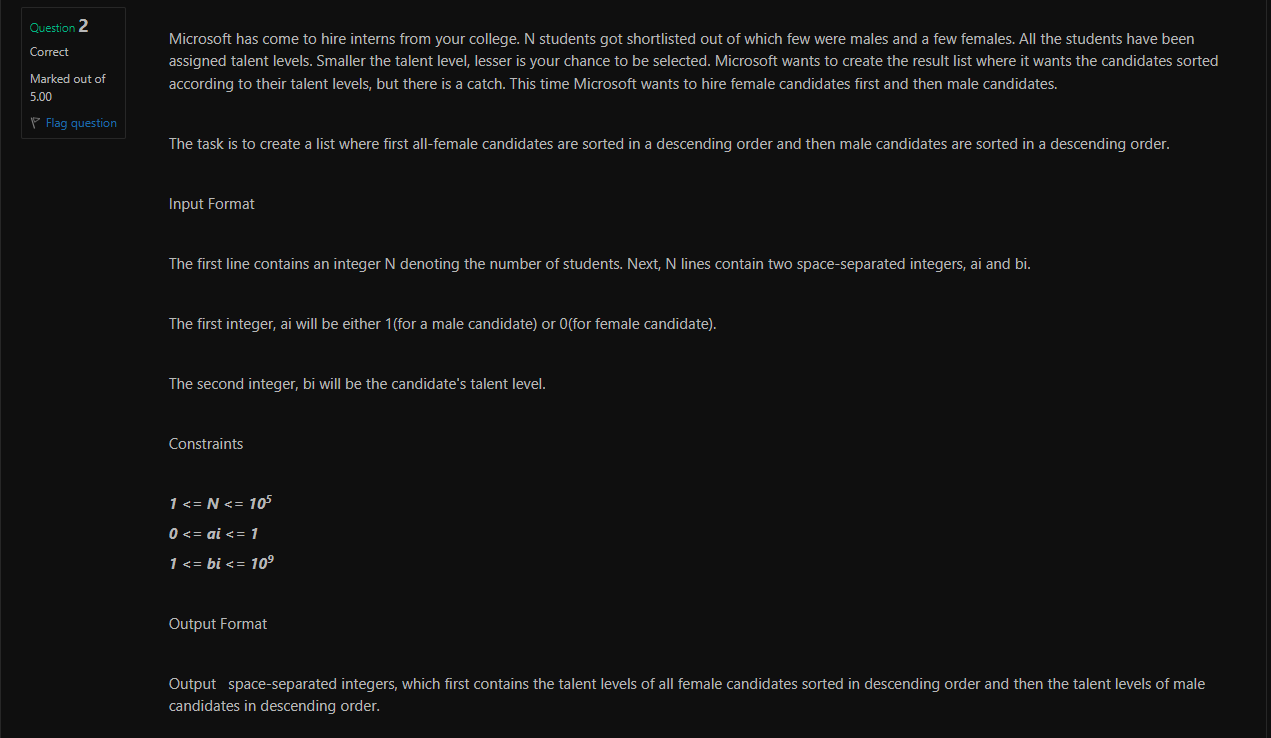 Question 2
Correct
Marked out of
5.00
Flag question
Microsoft has come to hire interns from your college. N students got shortlisted out of which few were males and a few females. All the students have been
assigned talent levels. Smaller the talent level, lesser is your chance to be selected. Microsoft wants to create the result list where it wants the candidates sorted
according to their talent levels, but there is a catch. This time Microsoft wants to hire female candidates first and then male candidates.
The task is to create a list where first all-female candidates are sorted in a descending order and then male candidates are sorted in a descending order.
Input Format
The first line contains an integer N denoting the number of students. Next, N lines contain two space-separated integers, ai and bi.
The first integer, ai will be either 1(for a male candidate) or 0(for female candidate).
The second integer, bi will be the candidate's talent level.
Constraints
1 <= N <= 10⁵
0 <= ai <= 1
1 <= bi <= 10⁹
Output Format
Output space-separated integers, which first contains the talent levels of all female candidates sorted in descending order and then the talent levels of male
candidates in descending order.